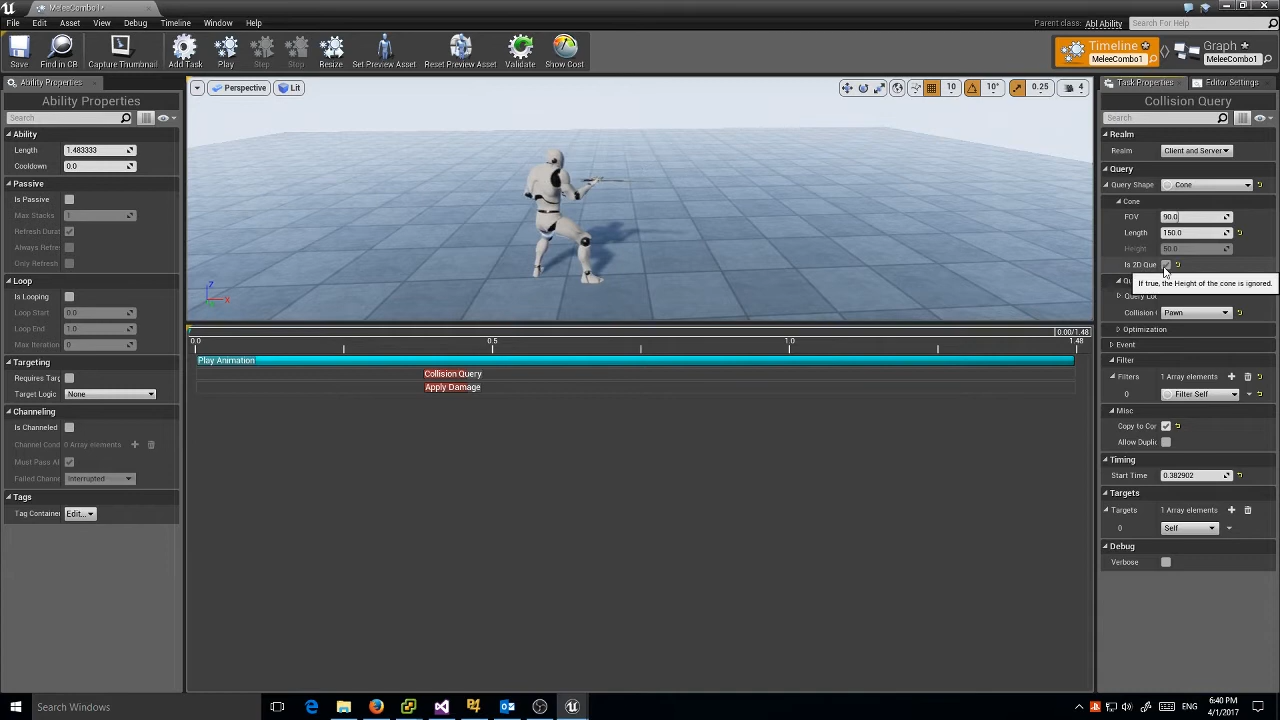 MeleeCombo1*
File Edit Asset View Debug Timeline Window Help
Parent class: Abl Ability Search For Help
Save Find in CB Capture Thumbnail Add Task Play Step Stop Resize Set Preview Asset Reset Preview Asset Validate Show Cost
Timeline MeleeCombo1
Graph MeleeCombo1
Ability Properties
Ability Properties
Search
Ability
Length 1.483333
Cooldown 0.0
Passive
Is Passive
Max Stacks 1
Refresh Durat
Always Refre
Only Refresh
Loop
Is Looping
Loop Start 0.0
Loop End 1.0
Max Iteration 0
Targeting
Requires Targ
Target Logic None
Channeling
Is Channeled
Channel Cond 0 Array elements
Must Pass Al
Failed Channe Interrupted
Tags
Tag Container Edit...
Perspective Lit
10 10° 0.25 4
Z
X
0.00/1.48
0.0 0.5 1.0 1.48
Play Animation
Collision Query
Apply Damage
Task Properties Editor Settings
Collision Query
Search
Realm
Realm Client and Server
Query
Query Shape Cone
Cone
FOV 90.0
Length 150.0
Height 50.0
Is 2D Que
If true, the Height of the cone is ignored.
Collision Pawn
Optimization
Event
Filter
Filters 1 Array elements
0 Filter Self
Misc
Copy to Cor
Allow Duplic
Timing
Start Time 0.382902
Targets
Targets 1 Array elements
0 Self
Debug
Verbose
Search Windows
ENG
6:40 PM
4/1/2017